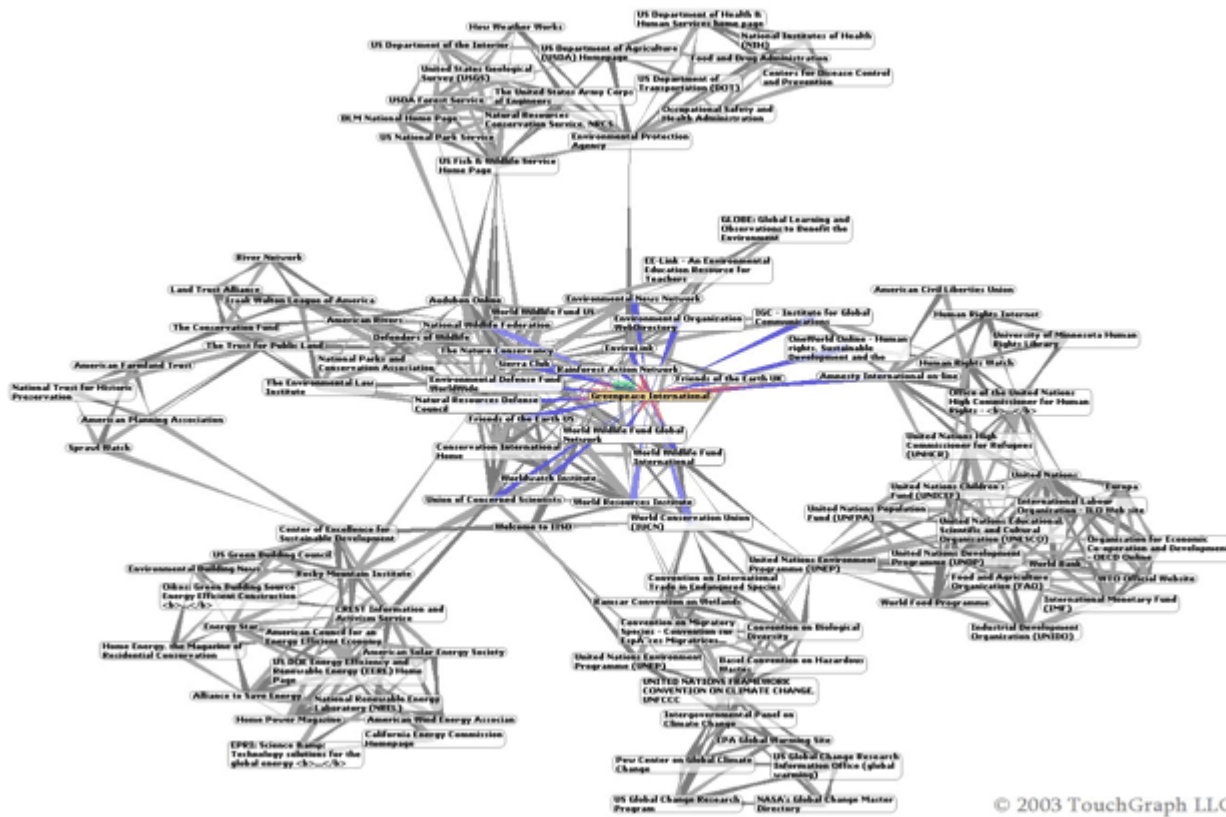 US Department of Health &
Human Services home page
How Weather Works
National Institutes of Health
(NIH)
US Department of the Interior
US Department of Agriculture
(USDA) Homepage
Food and Drug Administration
United States Geological
Survey (USGS)
US Department of
Transportation (DOT)
Centers for Disease Control
and Prevention
The United States Army Corps
of Engineers
USDA Forest Service
Occupational Safety and
Health Administration
BLM National Home Page
Natural Resources
Conservation Service, NRCS
US National Park Service
Environmental Protection
Agency
US Fish & Wildlife Service
Home Page
GLOBE: Global Learning and
Observations to Benefit the
Environment
River Network
EE-Link - An Environmental
Education Resource for
Teachers
Land Trust Alliance
Izaak Walton League of America
Audubon Online
Environmental News Network
American Civil Liberties Union
World Wildlife Fund US
IGC - Institute for Global
Communications
Human Rights Internet
American Rivers
National Wildlife Federation
Environmental Organization
WebDirectory
The Conservation Fund
Defenders of Wildlife
OneWorld Online - Human
rights, Sustainable
Development and the
University of Minnesota Human
Rights Library
The Trust for Public Land
The Nature Conservancy
EnviroLink
Human Rights Watch
American Farmland Trust
National Parks and
Conservation Association
Sierra Club
Rainforest Action Network
Friends of the Earth UK
Amnesty International on-line
National Trust for Historic
Preservation
The Environmental Law
Institute
Environmental Defense Fund
WorldWide
Greenpeace International
Office of the United Nations
High Commissioner for Human
Rights - <b>...</b>
Natural Resources Defense
Council
American Planning Association
Friends of the Earth US
World Wildlife Fund Global
Network
Sprawl Watch
Conservation International
Home
World Wildlife Fund
International
United Nations High
Commissioner for Refugees
(UNHCR)
Worldwatch Institute
United Nations
Union of Concerned Scientists
World Resources Institute
United Nations Children's
Fund (UNICEF)
Europa
International Labour
Organization - ILO Web site
United Nations Population
Fund (UNFPA)
Center of Excellence for
Sustainable Development
Welcome to IISD
World Conservation Union
(IUCN)
United Nations Educational
Scientific and Cultural
Organization (UNESCO)
Organisation for Economic
Co-operation and Development
- OECD Online
US Green Building Council
United Nations Environment
Programme (UNEP)
United Nations Development
Programme (UNDP)
World Bank
Environmental Building News
Rocky Mountain Institute
Convention on International
Trade in Endangered Species
Food and Agriculture
Organization (FAO)
WTO Official Website
Oikos: Green Building Source
Energy Efficient Construction
<b>...</b>
Ramsar Convention on Wetlands
World Food Programme
International Monetary Fund
(IMF)
CREST Information and
Activism Service
Convention on Migratory
Species - Convention sur
Convention on Biological
Diversity
Industrial Development
Organization (UNIDO)
Energy Star
American Council for an
Energy Efficient Economy
Home Energy, the Magazine of
Residential Conservation
American Solar Energy Society
United Nations Environment
Programme (UNEP)
Basel Convention on Hazardous
Wastes
US DOE Energy Efficiency and
Renewable Energy (EERE) Home
Page
UNITED NATIONS FRAMEWORK
CONVENTION ON CLIMATE CHANGE,
UNFCCC
Alliance to Save Energy
National Renewable Energy
Laboratory (NREL)
Home Power Magazine
American Wind Energy Associan
Intergovernmental Panel on
Climate Change
California Energy Commission
Homepage
EPRI: Science &amp;
Technology solutions for the
global energy <b>...</b>
EPA Global Warming Site
Pew Center on Global Climate
Change
US Global Change Research
Information Office (global
warming)
US Global Change Research
Program
NASA's Global Change Master
Directory
© 2003 TouchGraph LLC